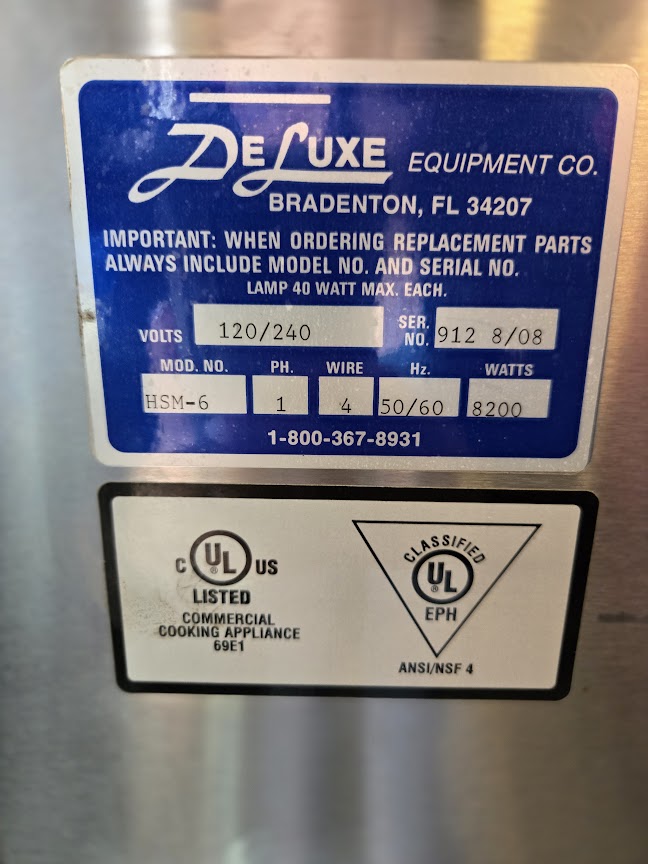 DELUXE EQUIPMENT CO.
BRADENTON, FL 34207
IMPORTANT: WHEN ORDERING REPLACEMENT PARTS
ALWAYS INCLUDE MODEL NO. AND SERIAL NO.
LAMP 40 WATT MAX. EACH.
VOLTS 120/240 SER. NO. 912 8/08
MOD. NO. PH. WIRE Hz. WATTS
HSM-6 1 4 50/60 8200
1-800-367-8931
C UL® US
LISTED
COMMERCIAL
COOKING APPLIANCE
69E1
CLASSIFIED
UL®
EPH
ANSI/NSF 4